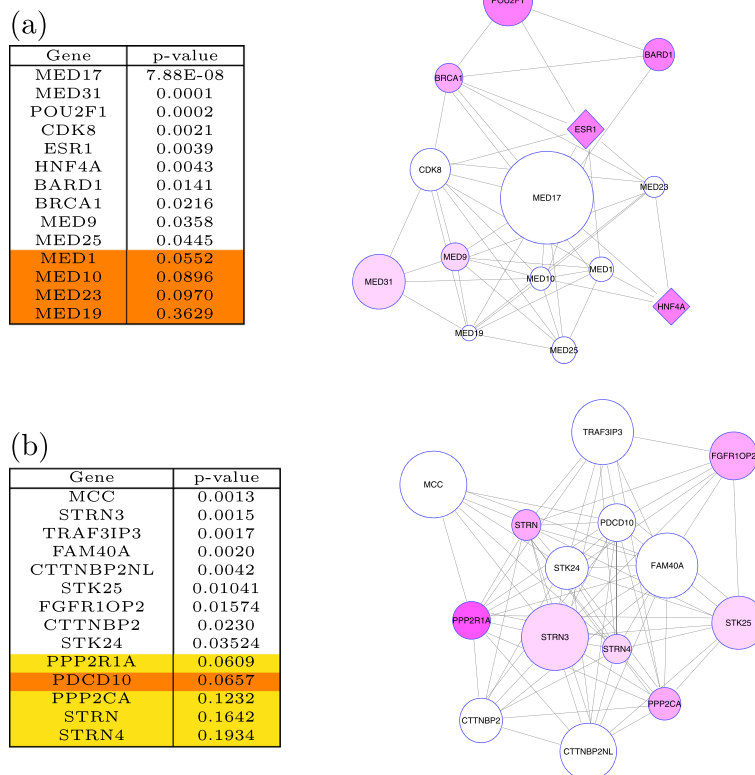 (a)
Gene p-value
MED17 7.88E-08
MED31 0.0001
POU2F1 0.0002
CDK8 0.0021
ESR1 0.0039
HNF4A 0.0043
BARD1 0.0141
BRCA1 0.0216
MED9 0.0358
MED25 0.0445
MED1 0.0552
MED10 0.0896
MED23 0.0970
MED19 0.3629
POU2F1
BARD1
BRCA1
ESR1
CDK8
MED23
MED17
MED9
MED1
MED10
MED31
HNF4A
MED19
MED25
(b)
Gene p-value
MCC 0.0013
STRN3 0.0015
TRAF3IP3 0.0017
FAM40A 0.0020
CTTNBP2NL 0.0042
STK25 0.01041
FGFR1OP2 0.01574
CTTNBP2 0.0230
STK24 0.03524
PPP2R1A 0.0609
PDCD10 0.0657
PPP2CA 0.1232
STRN 0.1642
STRN4 0.1934
TRAF3IP3
FGFR1OP2
MCC
STRN
PDCD10
STK24
FAM40A
PPP2R1A
STK25
STRN3
STRN4
PPP2CA
CTTNBP2
CTTNBP2NL